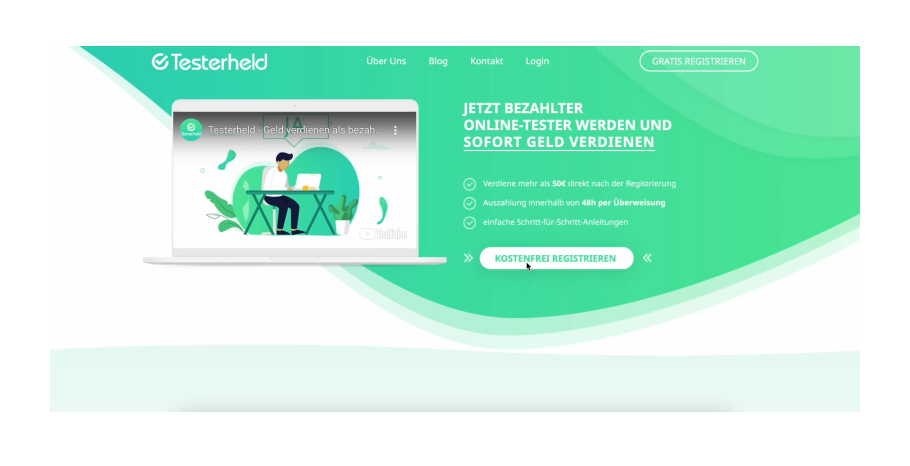 Testerheld
Über Uns Blog Kontakt Login
GRATIS REGISTRIEREN
Testerheld - Geld verdienen als bezah...
JA
YouTube
JETZT BEZAHLTER
ONLINE-TESTER WERDEN UND
SOFORT GELD VERDIENEN
Verdiene mehr als 50€ direkt nach der Registrierung
Auszahlung innerhalb von 48h per Überweisung
einfache Schritt-für-Schritt-Anleitungen
KOSTENFREI REGISTRIEREN